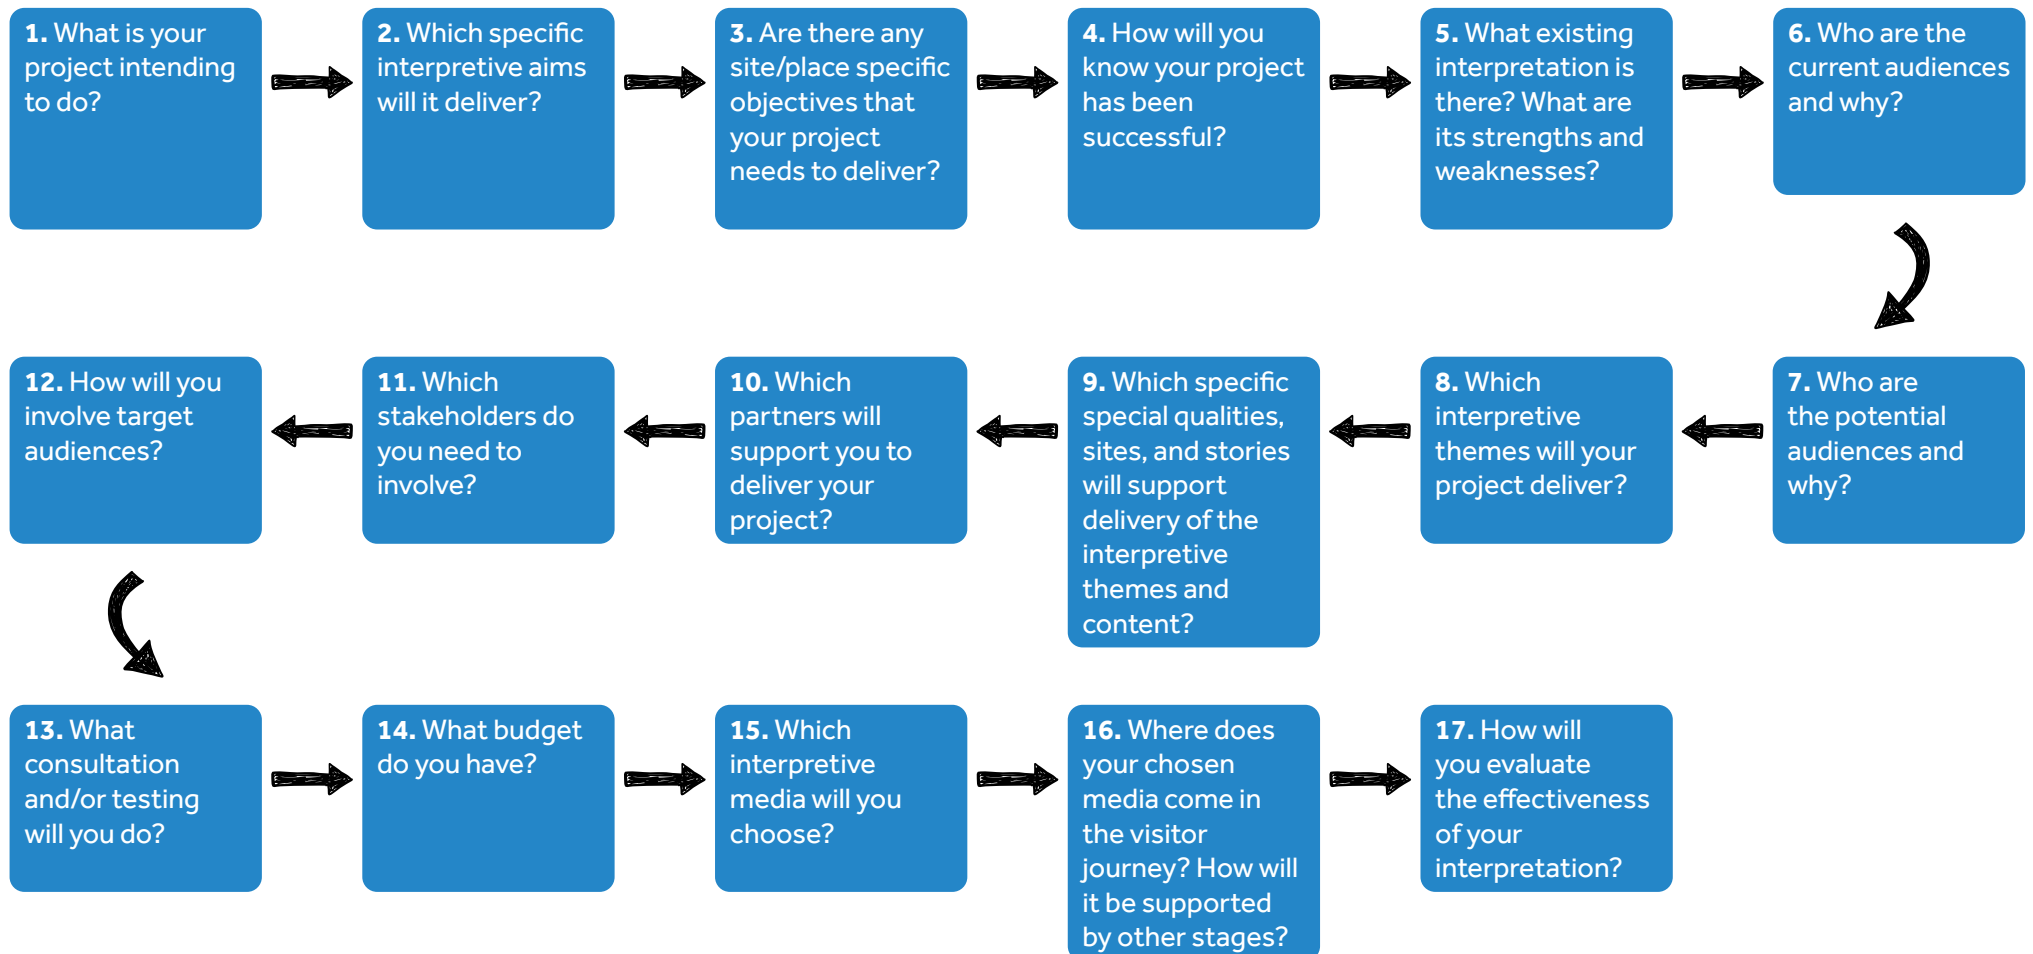 1. What is your
project intending
to do?
2. Which specific
interpretive aims
will it deliver?
3. Are there any
site/place specific
objectives that
your project
needs to deliver?
4. How will you
know your project
has been
successful?
5. What existing
interpretation is
there? What are
its strengths and
weaknesses?
6. Who are the
current audiences
and why?
7. Who are
the potential
audiences and
why?
8. Which
interpretive
themes will your
project deliver?
9. Which specific
special qualities,
sites, and stories
will support
delivery of the
interpretive
themes and
content?
10. Which
partners will
support you to
deliver your
project?
11. Which
stakeholders do
you need to
involve?
12. How will you
involve target
audiences?
13. What
consultation
and/or testing
will you do?
14. What budget
do you have?
15. Which
interpretive
media will you
choose?
16. Where does
your chosen
media come in
the visitor
journey? How will
it be supported
by other stages?
17. How will
you evaluate
the effectiveness
of your
interpretation?